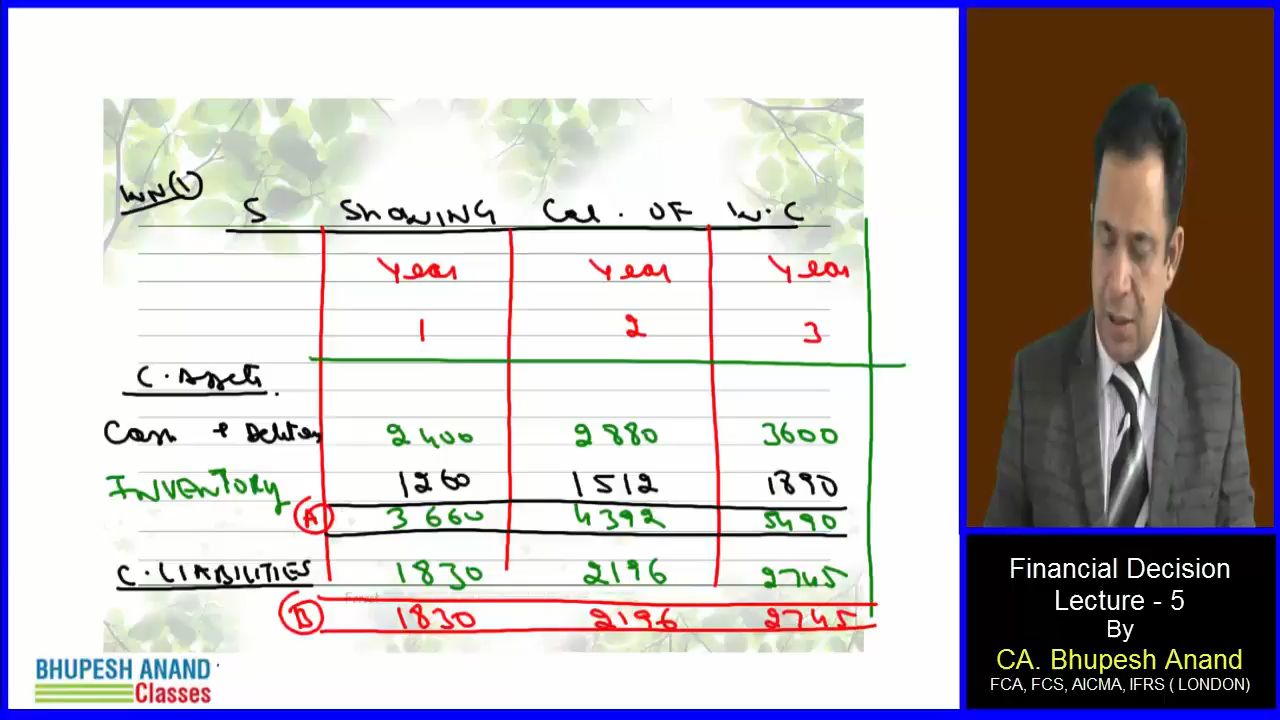 WN (1)
S Showing Cal. OF W.C
Year Year Year
1 2 3
C. Assets
Cash + Debtors 2400 2880 3600
INVENTORY 1260 1512 1890
(A) 3660 4392 5490
C. LIABILITIES 1830 2196 2745
(B) 1830 2196 2745
BHUPESH ANAND
Classes
Financial Decision
Lecture - 5
By
CA. Bhupesh Anand
FCA, FCS, AICMA, IFRS ( LONDON)